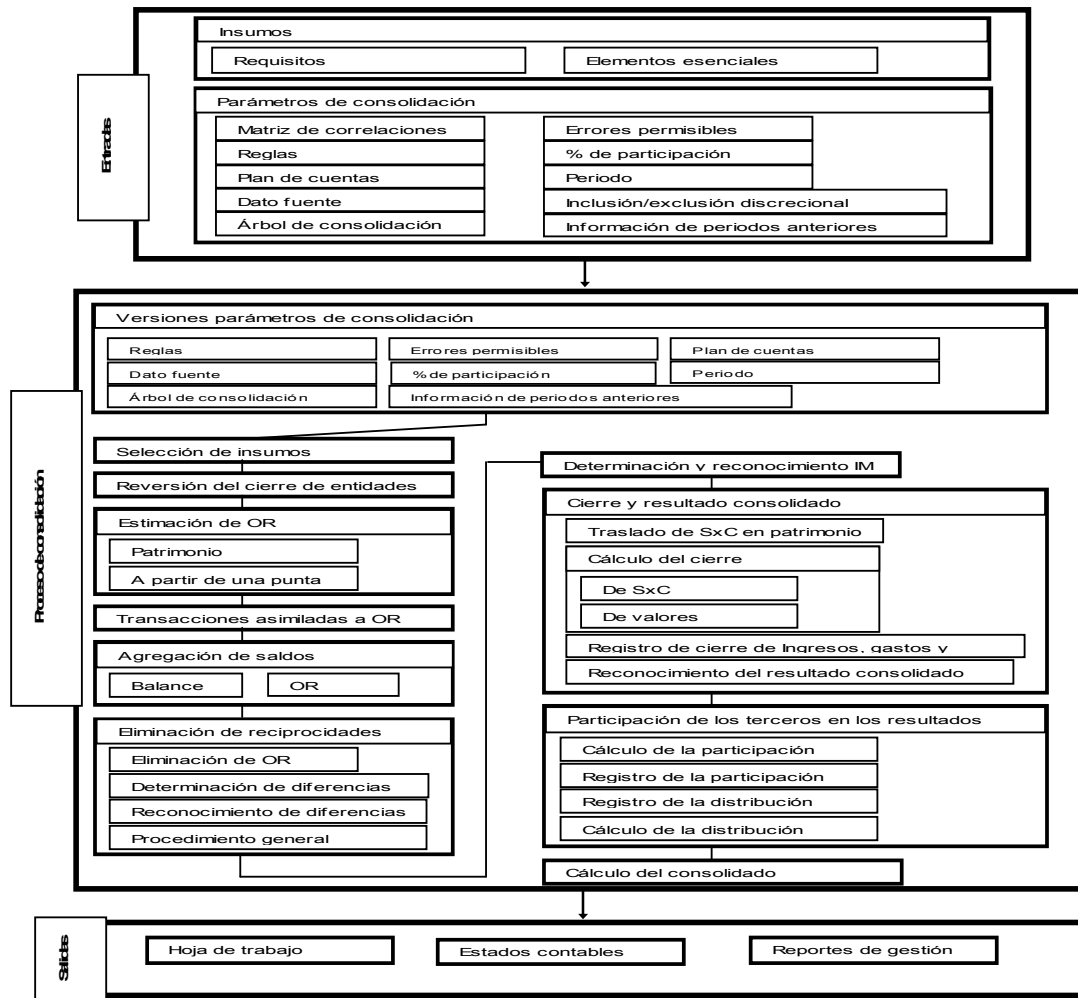 Entradas
Insumos
Requisitos
Elementos esenciales
Parámetros de consolidación
Matriz de correlaciones
Errores permisibles
Reglas
% de participación
Plan de cuentas
Periodo
Dato fuente
Inclusión/exclusión discrecional
Árbol de consolidación
Información de periodos anteriores
Proceso de consolidación
Versiones parámetros de consolidación
Reglas
Errores permisibles
Plan de cuentas
Dato fuente
% de participación
Periodo
Árbol de consolidación
Información de periodos anteriores
Selección de insumos
Reversión del cierre de entidades
Estimación de OR
Patrimonio
A partir de una punta
Transacciones asimiladas a OR
Agregación de saldos
Balance
OR
Eliminación de reciprocidades
Eliminación de OR
Determinación de diferencias
Reconocimiento de diferencias
Procedimiento general
Determinación y reconocimiento IM
Cierre y resultado consolidado
Traslado de SxC en patrimonio
Cálculo del cierre
De SxC
De valores
Registro de cierre de Ingresos, gastos y
Reconocimiento del resultado consolidado
Participación de los terceros en los resultados
Cálculo de la participación
Registro de la participación
Registro de la distribución
Cálculo de la distribución
Cálculo del consolidado
Salidas
Hoja de trabajo
Estados contables
Reportes de gestión